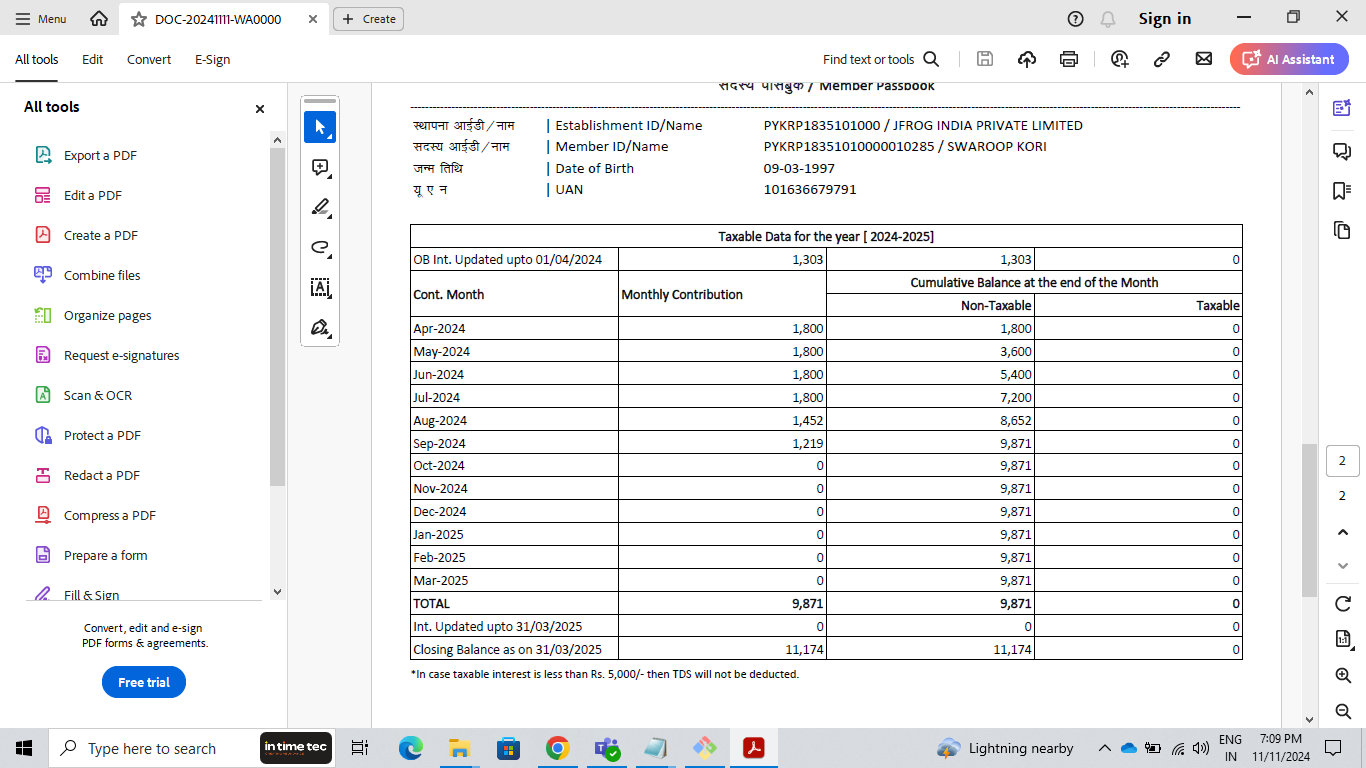 Menu
DOC-20241111-WA0000
Create
Sign in
All tools Edit Convert E-Sign
Find text or tools
AI Assistant
All tools
Export a PDF
Edit a PDF
Create a PDF
Combine files
Organize pages
Request e-signatures
Scan & OCR
Protect a PDF
Redact a PDF
Compress a PDF
Prepare a form
Fill & Sign
Convert, edit and e-sign
PDF forms & agreements.
Free trial
सदस्य पासबुक / Member Passbook
स्थापना आईडी/नाम | Establishment ID/Name PYKRP1835101000 / JFROG INDIA PRIVATE LIMITED
सदस्य आईडी/नाम | Member ID/Name PYKRP18351010000010285 / SWAROOP KORI
जन्म तिथि | Date of Birth 09-03-1997
यू ए न | UAN 101636679791
Taxable Data for the year [ 2024-2025]
OB Int. Updated upto 01/04/2024 1,303 1,303 0
Cont. Month Monthly Contribution Cumulative Balance at the end of the Month
Non-Taxable Taxable
Apr-2024 1,800 1,800 0
May-2024 1,800 3,600 0
Jun-2024 1,800 5,400 0
Jul-2024 1,800 7,200 0
Aug-2024 1,452 8,652 0
Sep-2024 1,219 9,871 0
Oct-2024 0 9,871 0
Nov-2024 0 9,871 0
Dec-2024 0 9,871 0
Jan-2025 0 9,871 0
Feb-2025 0 9,871 0
Mar-2025 0 9,871 0
TOTAL 9,871 9,871 0
Int. Updated upto 31/03/2025 0 0 0
Closing Balance as on 31/03/2025 11,174 11,174 0
*In case taxable interest is less than Rs. 5,000/- then TDS will not be deducted.
2
2
1:1
Type here to search
in time tec
Lightning nearby
ENG
IN
7:09 PM
11/11/2024